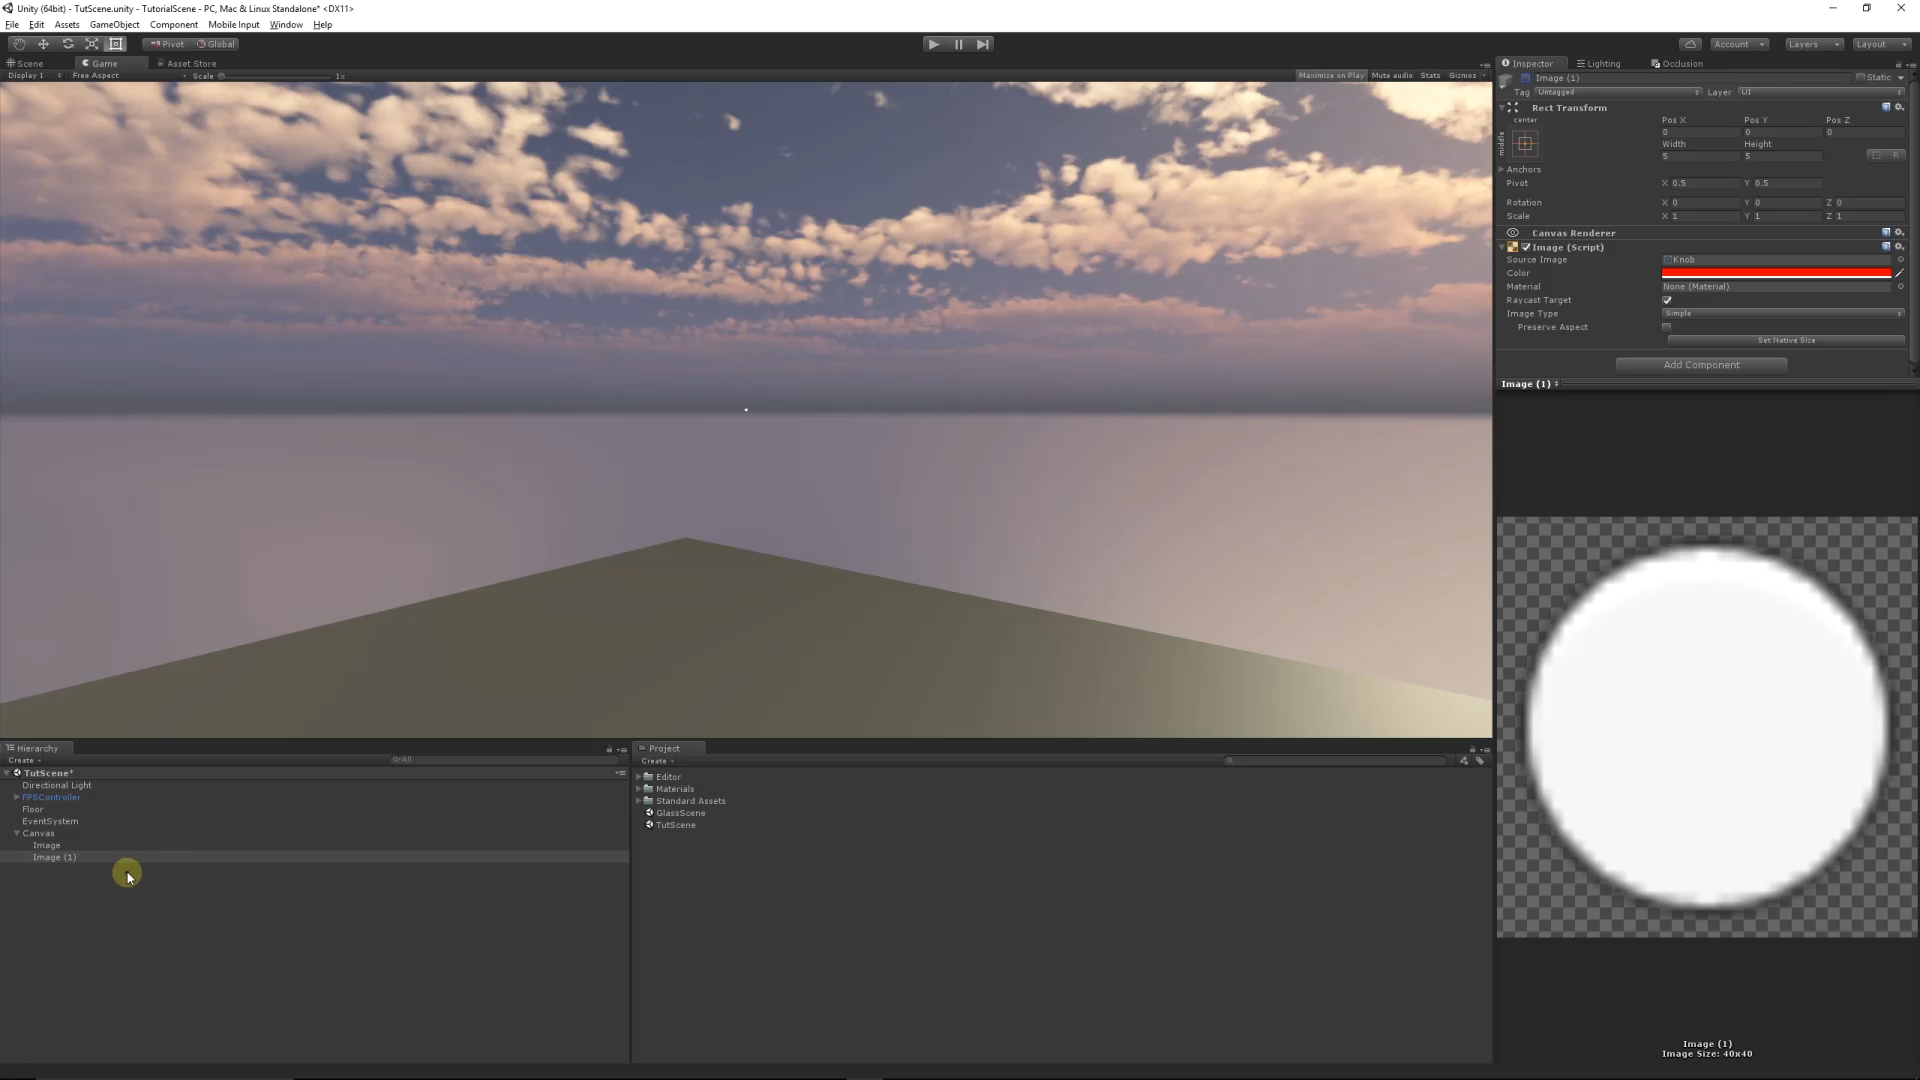 Unity (64bit) - TutScene.unity - TutorialScene - PC, Mac & Linux Standalone* <DX11>
File Edit Assets GameObject Component Mobile Input Window Help
Pivot Global Account Layers Layout
Scene Game Asset Store
Display 1 Free Aspect Scale 1x Maximize on Play Mute audio Stats Gizmos
Inspector Lighting Occlusion
Image (1) Static
Tag Untagged Layer UI
Rect Transform
center
middle
Pos X Pos Y Pos Z
0 0 0
Width Height
5 5
R
Anchors
Pivot X 0.5 Y 0.5
Rotation X 0 Y 0 Z 0
Scale X 1 Y 1 Z 1
Canvas Renderer
Image (Script)
Source Image Knob
Color
Material None (Material)
Raycast Target
Image Type Simple
Preserve Aspect
Set Native Size
Add Component
Image (1)
Image (1)
Image Size: 40x40
Hierarchy
Create All
TutScene*
Directional Light
FPSController
Floor
EventSystem
Canvas
Image
Image (1)
Project
Create
Editor
Materials
Standard Assets
GlassScene
TutScene